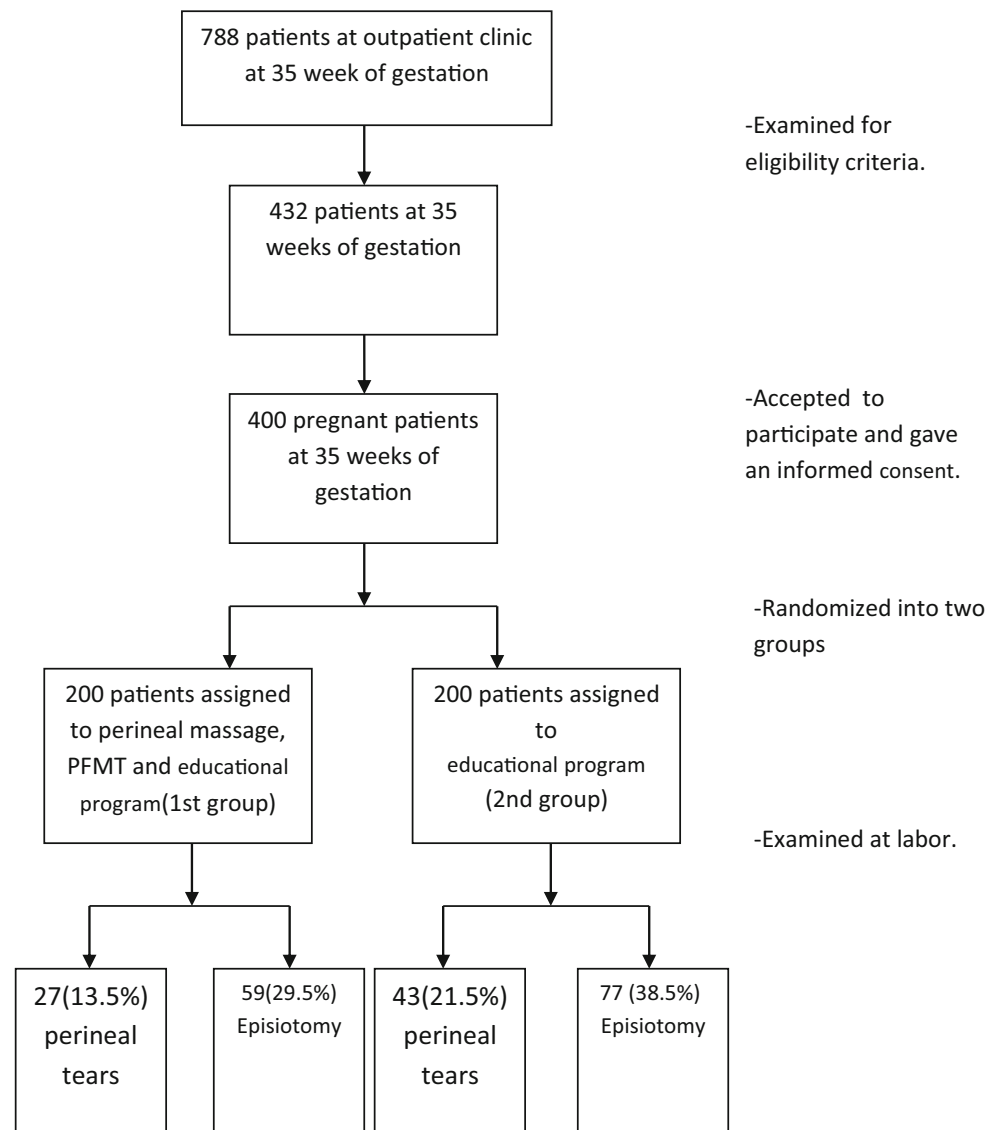 788 patients at outpatient clinic
at 35 week of gestation
-Examined for
eligibility criteria.
432 patients at 35
weeks of gestation
400 pregnant patients
at 35 weeks of
gestation
-Accepted to
participate and gave
an informed consent.
-Randomized into two
groups
200 patients assigned
to perineal massage,
PFMT and educational
program(1st group)
200 patients assigned
to
educational program
(2nd group)
-Examined at labor.
27(13.5%)
perineal
tears
59(29.5%)
Episiotomy
43(21.5%)
perineal
tears
77 (38.5%)
Episiotomy